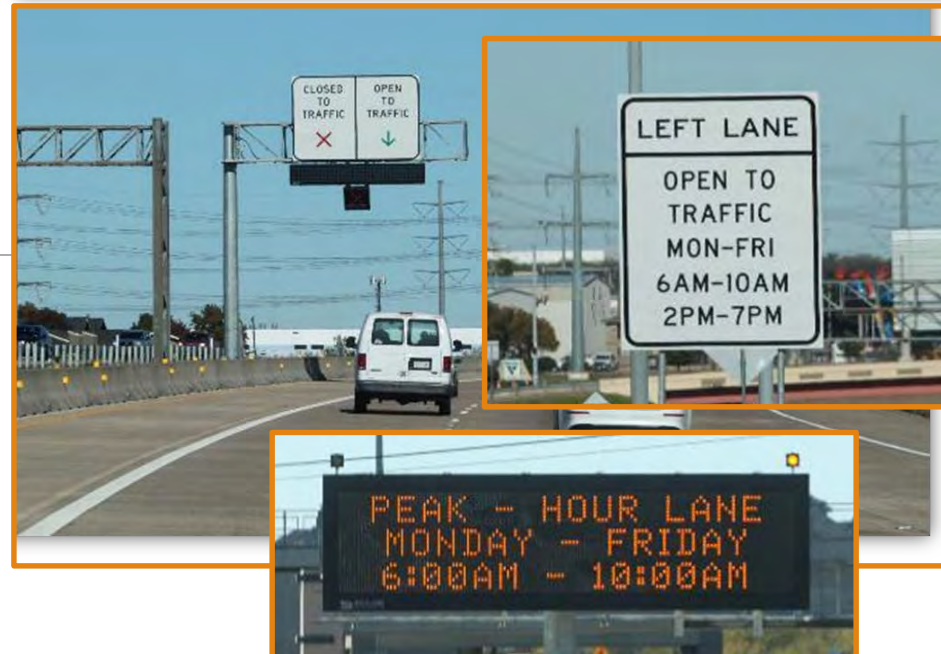 CLOSED
TO
TRAFFIC
OPEN
TO
TRAFFIC
LEFT LANE
OPEN TO
TRAFFIC
MON-FRI
6AM-10AM
2PM-7PM
PEAK - HOUR LANE
MONDAY - FRIDAY
6:00AM - 10:00AM